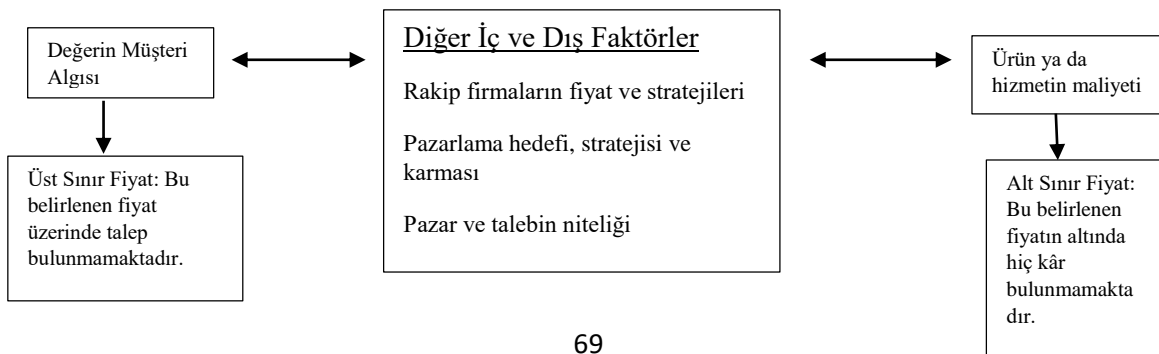 Değerin Müşteri
Algısı
Üst Sınır Fiyat: Bu
belirlenen fiyat
üzerinde talep
bulunmamaktadır.
Diğer İç ve Dış Faktörler
Rakip firmaların fiyat ve stratejileri
Pazarlama hedefi, stratejisi ve
karması
Pazar ve talebin niteliği
Ürün ya da
hizmetin maliyeti
Alt Sınır Fiyat:
Bu belirlenen
fiyatın altında
hiç kâr
bulunmamakta
dır.
69